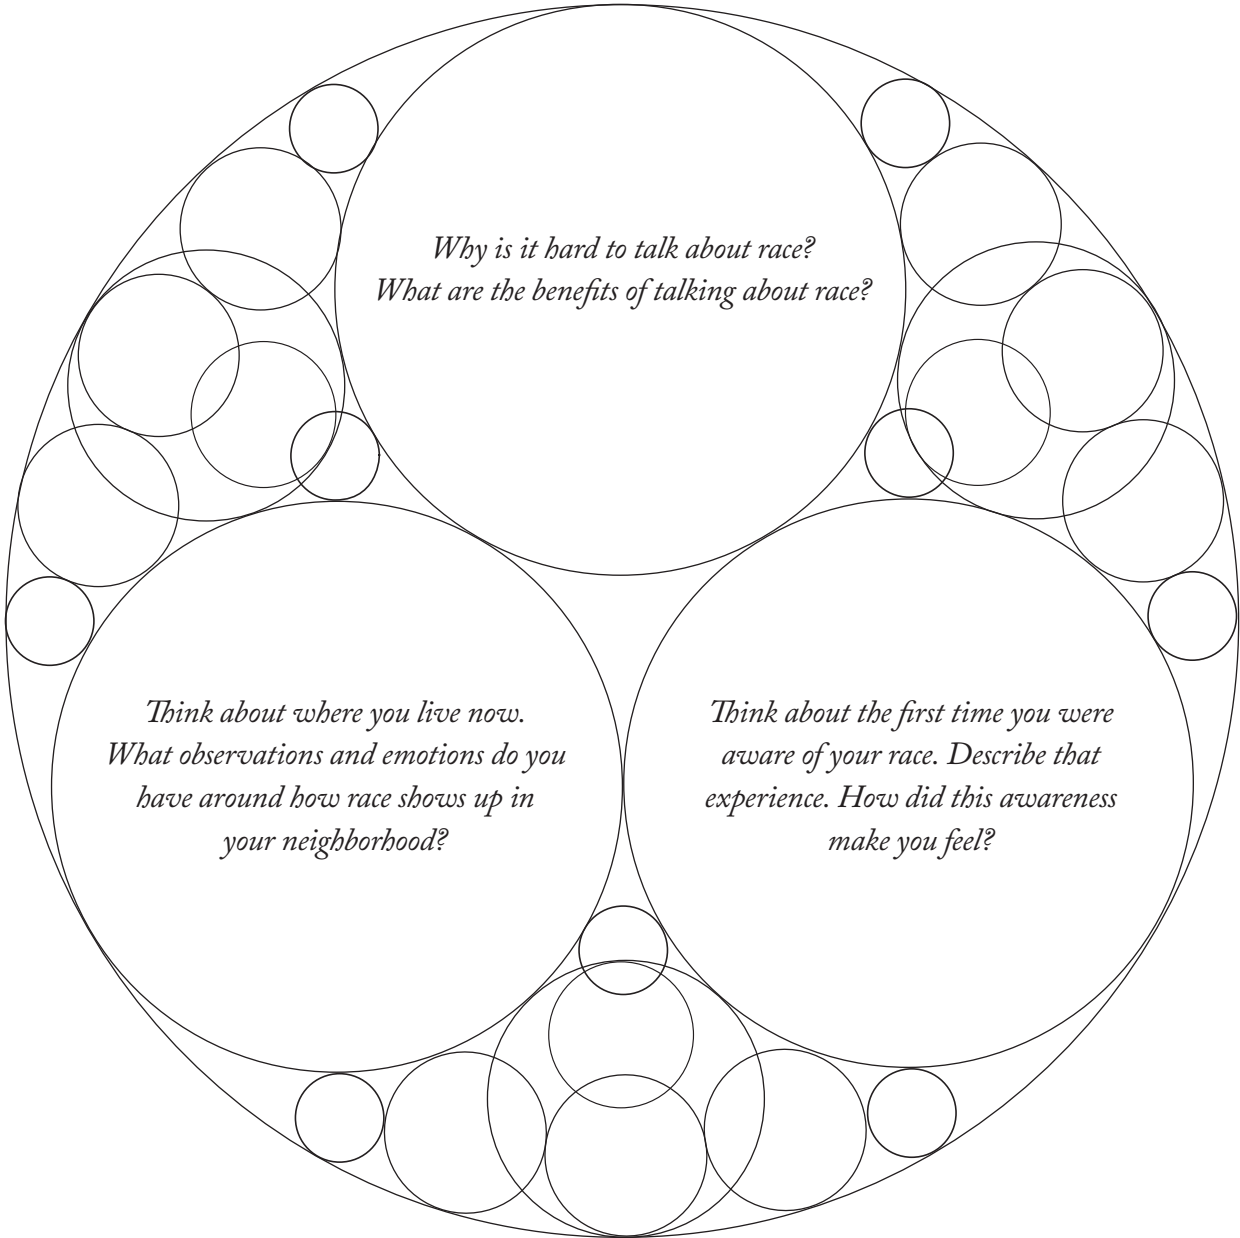 Why is it hard to talk about race?
What are the benefits of talking about race?
Think about where you live now.
What observations and emotions do you
have around how race shows up in
your neighborhood?
Think about the first time you were
aware of your race. Describe that
experience. How did this awareness
make you feel?